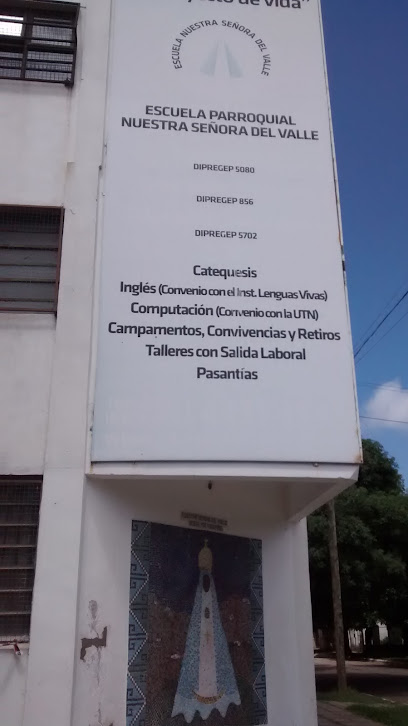 de vida"
ESCUELA NUESTRA SEÑORA DEL VALLE
ESCUELA PARROQUIAL
NUESTRA SEÑORA DEL VALLE
DIPREGEP 5080
DIPREGEP 856
DIPREGEP 5702
Catequesis
Inglés (Convenio con el Inst. Lenguas Vivas)
Computación (Convenio con la UTN)
Campamentos, Convivencias y Retiros
Talleres con Salida Laboral
Pasantías